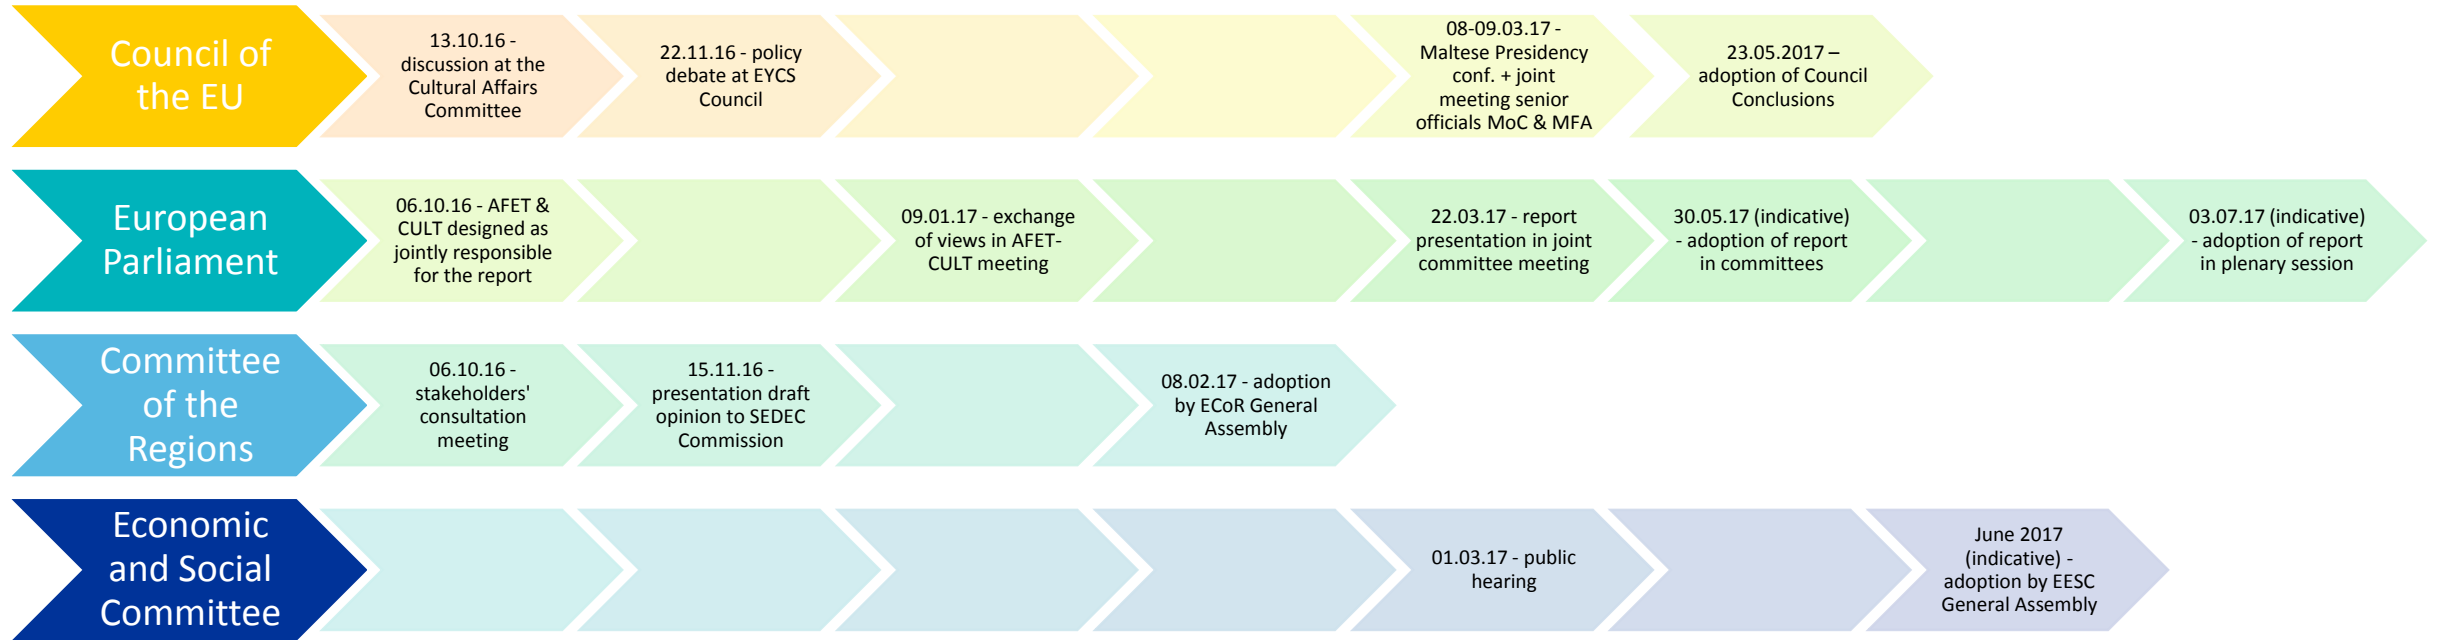 Council of
the EU
13.10.16 -
discussion at the
Cultural Affairs
Committee
22.11.16 - policy
debate at EYCS
Council
08-09.03.17 -
Maltese Presidency
conf. + joint
meeting senior
officials MoC & MFA
23.05.2017 –
adoption of Council
Conclusions
European
Parliament
06.10.16 - AFET &
CULT designed as
jointly responsible
for the report
09.01.17 - exchange
of views in AFET-
CULT meeting
22.03.17 - report
presentation in joint
committee meeting
30.05.17 (indicative)
- adoption of report
in committees
03.07.17 (indicative)
- adoption of report
in plenary session
Committee
of the
Regions
06.10.16 -
stakeholders'
consultation
meeting
15.11.16 -
presentation draft
opinion to SEDEC
Commission
08.02.17 - adoption
by ECoR General
Assembly
Economic
and Social
Committee
01.03.17 - public
hearing
June 2017
(indicative) -
adoption by EESC
General Assembly